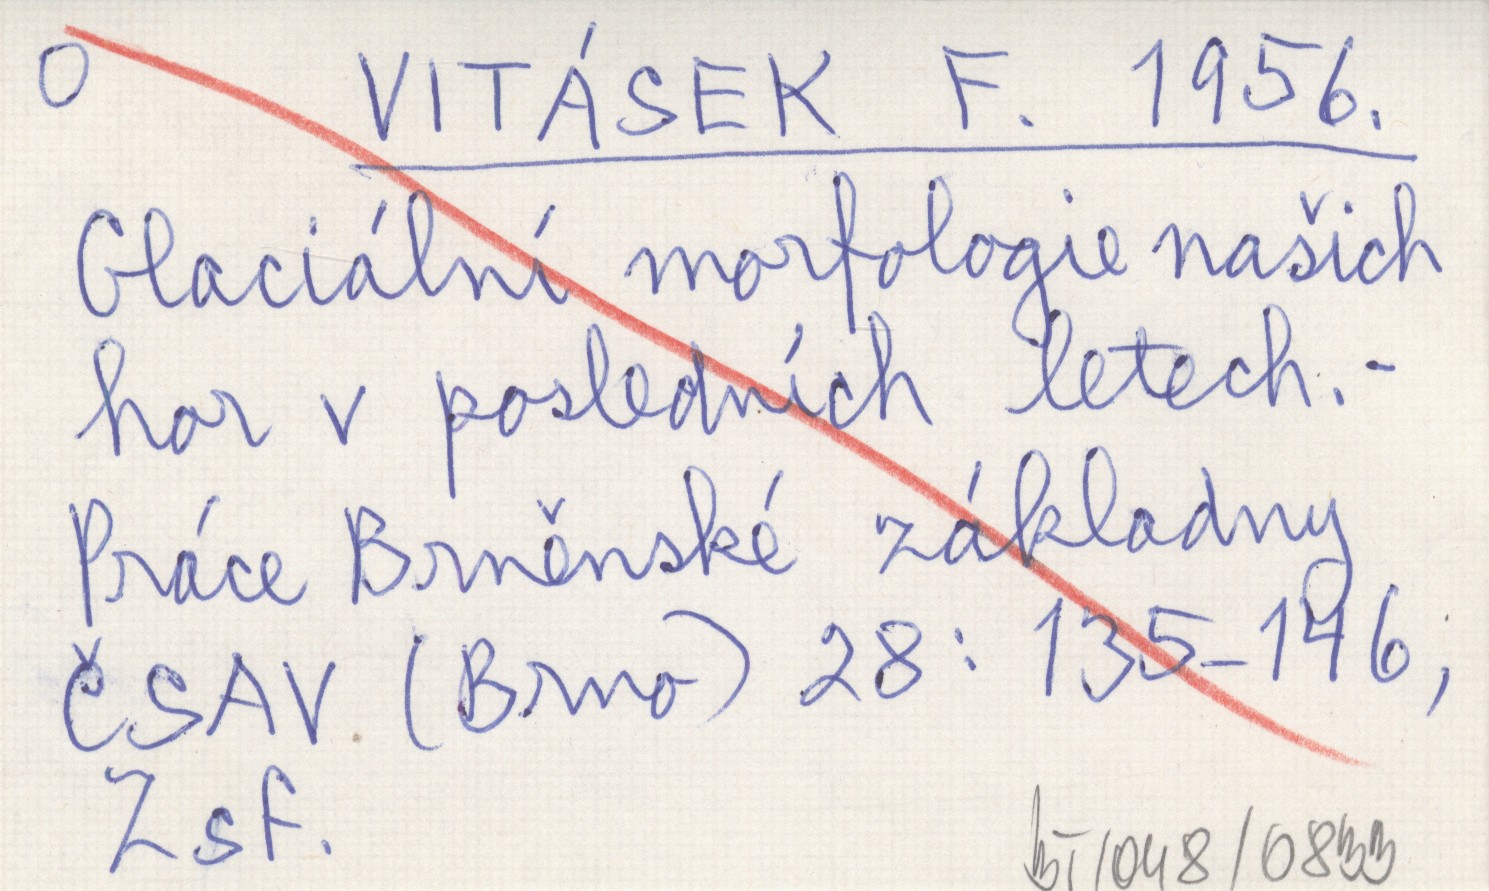 O VITÁSEK F. 1956.
Glaciální morfologie našich
hor v posledních letech.-
Práce Brněnské základny
ČSAV (Brno) 28: 135-146,
Zsf.
/048/0833